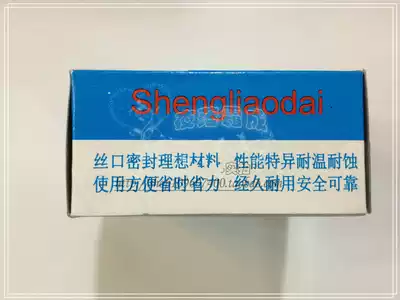 Shengliaodai
丝口密封理想材料 性能特异耐温耐蚀
使用方便省时省力 经久耐用安全可靠